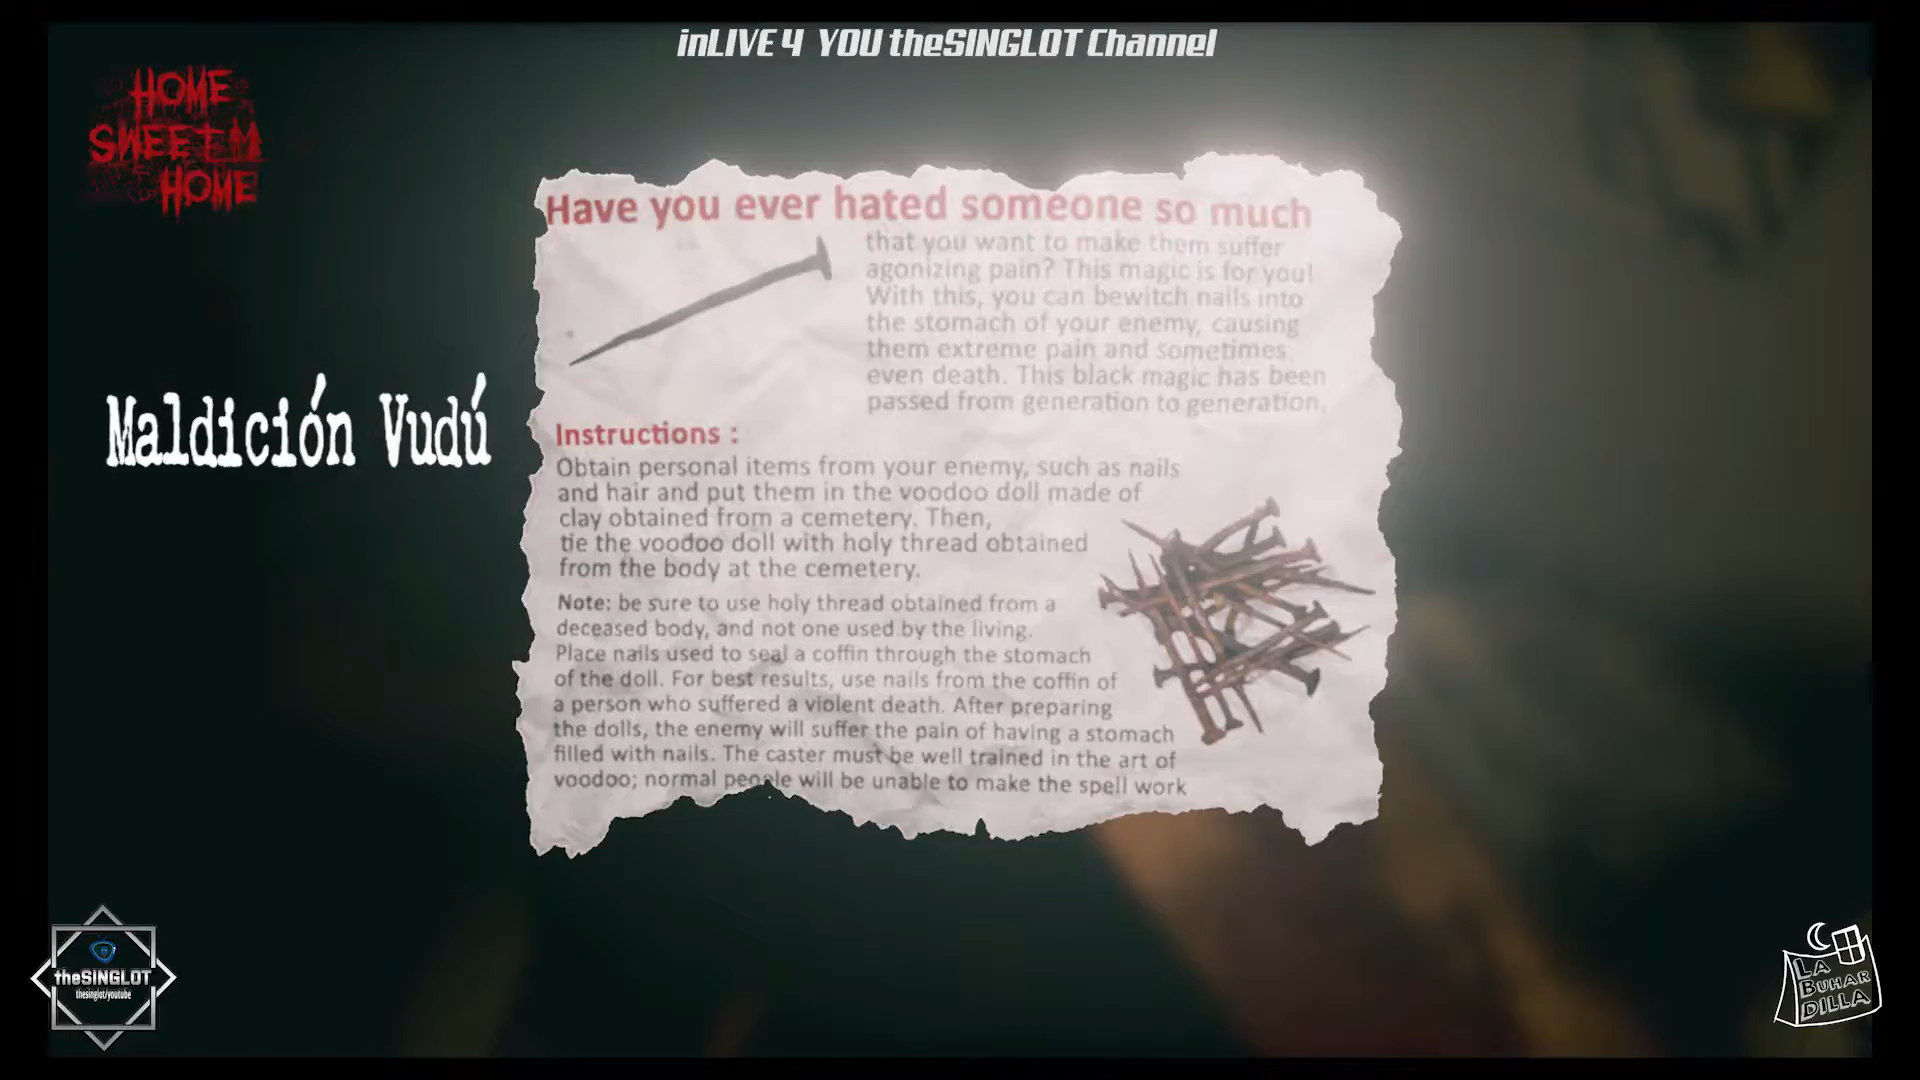 inLIVE 4 YOU theSINGLOT Channel
HOME
SWEET M
HOME
Maldición Vudú
Have you ever hated someone so much
that you want to make them suffer
agonizing pain? This magic is for you!
With this, you can bewitch nails into
the stomach of your enemy, causing
them extreme pain and sometimes
even death. This black magic has been
passed from generation to generation.
Instructions :
Obtain personal items from your enemy, such as nails
and hair and put them in the voodoo doll made of
clay obtained from a cemetery. Then,
tie the voodoo doll with holy thread obtained
from the body at the cemetery.
Note: be sure to use holy thread obtained from a
deceased body, and not one used by the living.
Place nails used to seal a coffin through the stomach
of the doll. For best results, use nails from the coffin of
a person who suffered a violent death. After preparing
the dolls, the enemy will suffer the pain of having a stomach
filled with nails. The caster must be well trained in the art of
voodoo; normal people will be unable to make the spell work
theSINGLOT
thesinglot/youtube
LA
BUHAR
DILLA